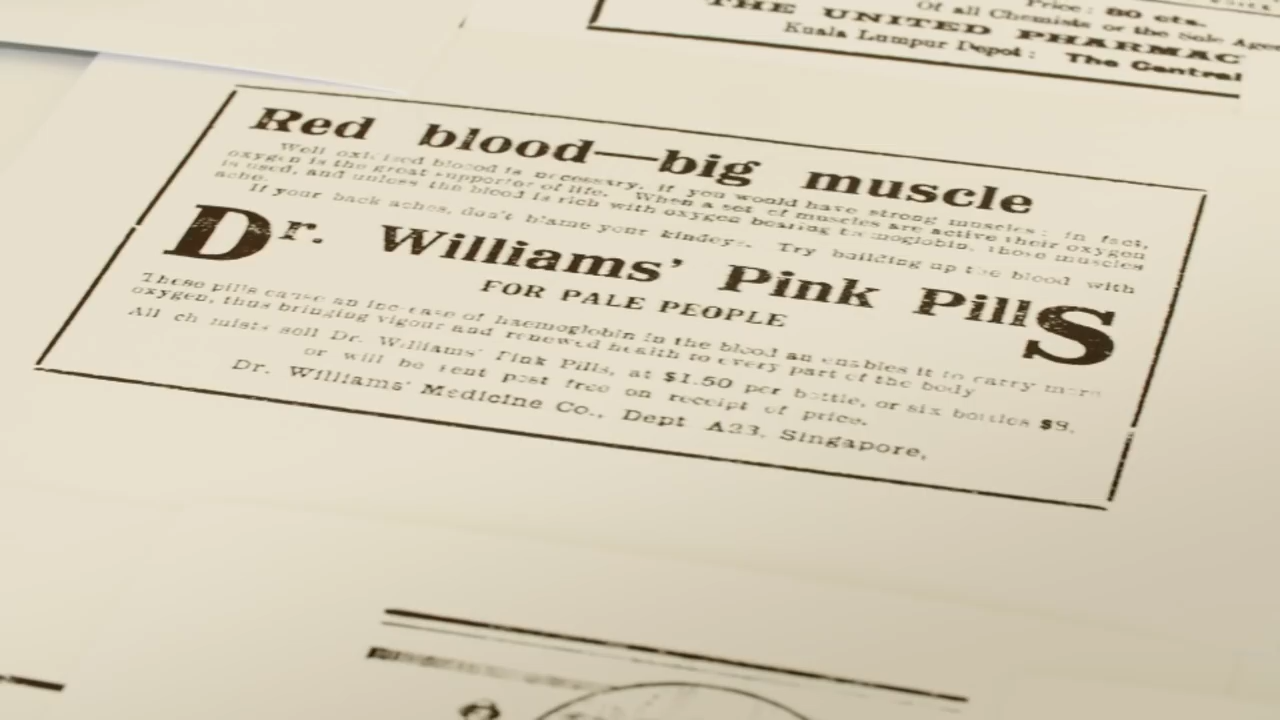 Price: 80 cts.
Of all Chemists or the Sole Age
THE UNITED PHARMAC
Kuala Lumpur Depot: The Central
Red blood—big muscle
Well oxidised blood is necessary, if you would have strong muscles; in fact,
oxygen is the great supporter of life. When a set of muscles are active their oxygen
is used, and unless the blood is rich with oxygen bearing hæmoglobin, those muscles
ache.
If your back aches, don't blame your kidneys. Try building up the blood with
Dr. Williams' Pink Pills
FOR PALE PEOPLE
These pills cause an increase of haemoglobin in the blood an enables it to carry more
oxygen, thus bringing vigour and renewed health to every part of the body
All chemists sell Dr. Williams' Pink Pills, at $1.50 per bottle, or six bottles $8.
or will be sent post free on receipt of price.
Dr. Williams' Medicine Co., Dept A23, Singapore,